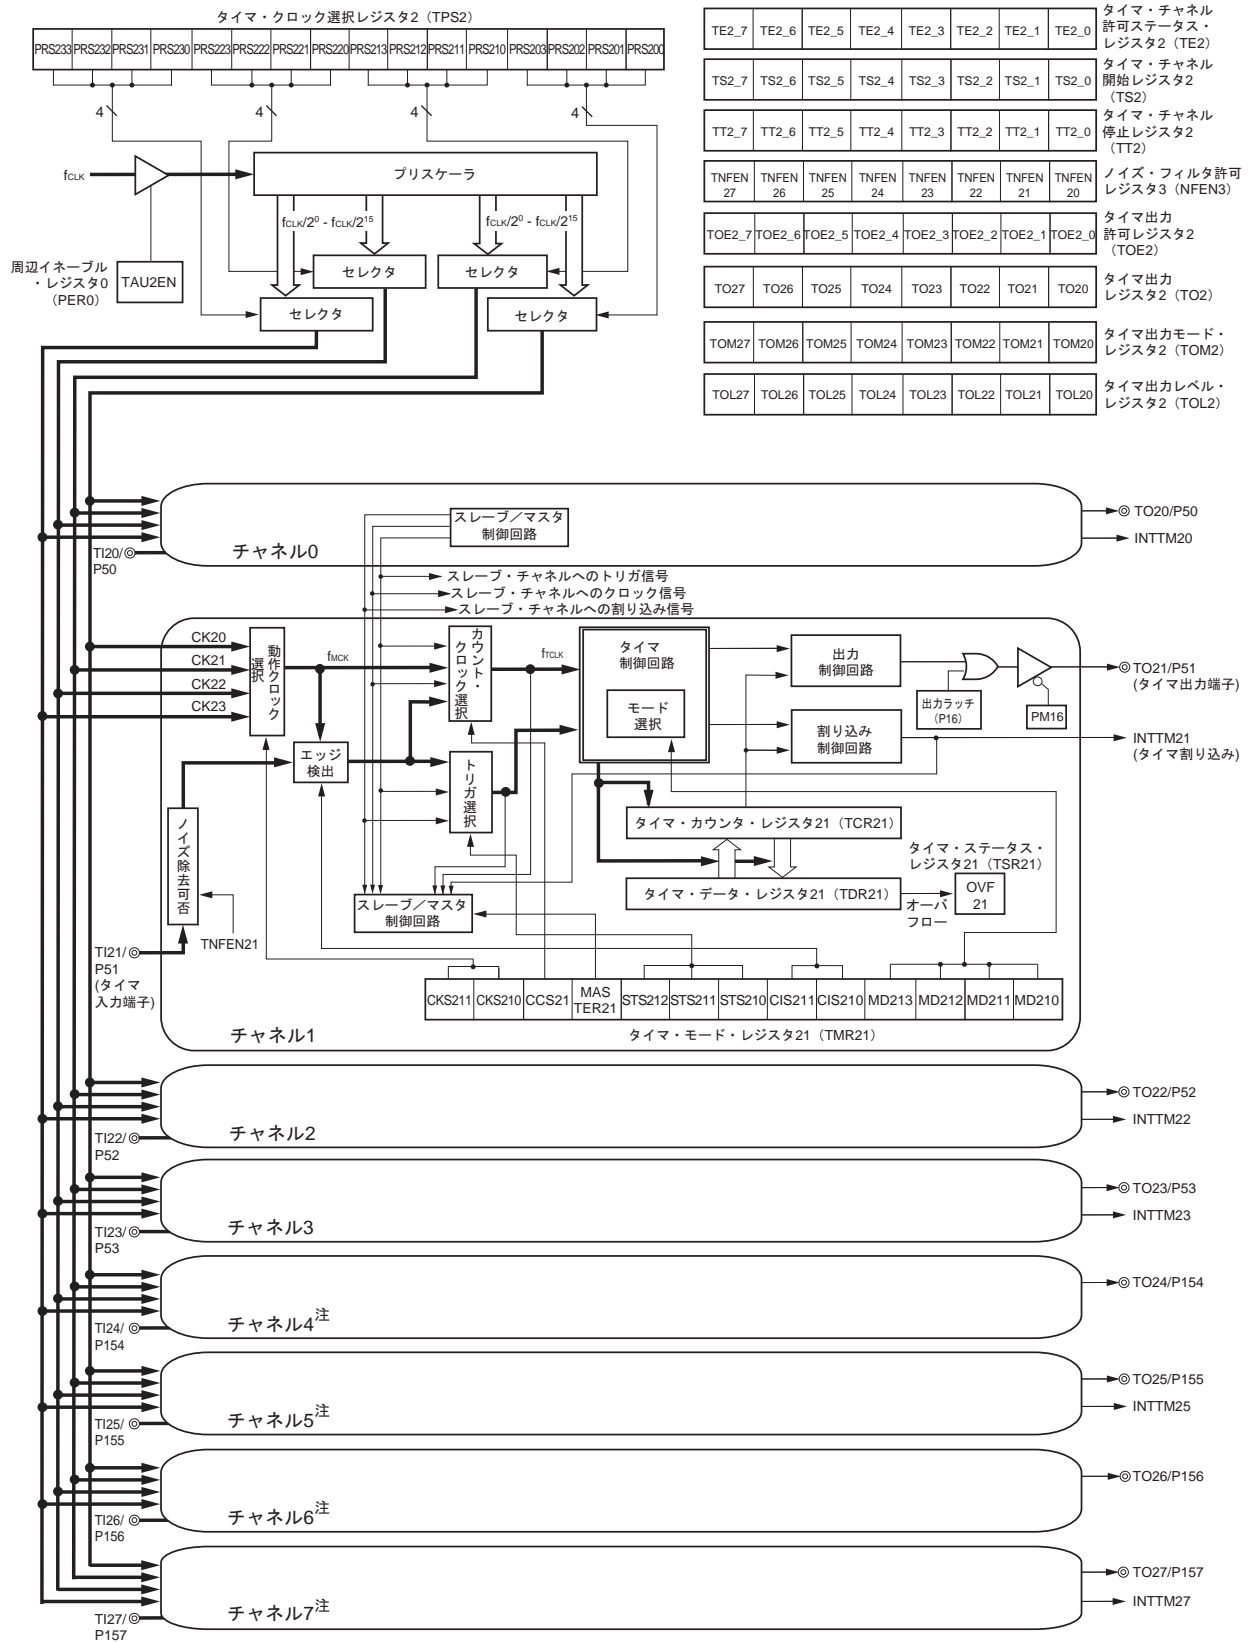 タイマ・クロック選択レジスタ2（TPS2）
PRS233 PRS232 PRS231 PRS230 PRS223 PRS222 PRS221 PRS220 PRS213 PRS212 PRS211 PRS210 PRS203 PRS202 PRS201 PRS200
4 4 4 4
fCLK
プリスケーラ
fCLK/2⁰ - fCLK/2¹⁵
fCLK/2⁰ - fCLK/2¹⁵
周辺イネーブル
・レジスタ0
（PER0）
TAU2EN
セレクタ
セレクタ
セレクタ
セレクタ
TE2_7 TE2_6 TE2_5 TE2_4 TE2_3 TE2_2 TE2_1 TE2_0
タイマ・チャネル
許可ステータス・
レジスタ2（TE2）
TS2_7 TS2_6 TS2_5 TS2_4 TS2_3 TS2_2 TS2_1 TS2_0
タイマ・チャネル
開始レジスタ2
（TS2）
TT2_7 TT2_6 TT2_5 TT2_4 TT2_3 TT2_2 TT2_1 TT2_0
タイマ・チャネル
停止レジスタ2
（TT2）
TNFEN TNFEN TNFEN TNFEN TNFEN TNFEN TNFEN TNFEN
27 26 25 24 23 22 21 20
ノイズ・フィルタ許可
レジスタ3（NFEN3）
TOE2_7 TOE2_6 TOE2_5 TOE2_4 TOE2_3 TOE2_2 TOE2_1 TOE2_0
タイマ出力
許可レジスタ2
（TOE2）
TO27 TO26 TO25 TO24 TO23 TO22 TO21 TO20
タイマ出力
レジスタ2（TO2）
TOM27 TOM26 TOM25 TOM24 TOM23 TOM22 TOM21 TOM20
タイマ出力モード・
レジスタ2（TOM2）
TOL27 TOL26 TOL25 TOL24 TOL23 TOL22 TOL21 TOL20
タイマ出力レベル・
レジスタ2（TOL2）
スレーブ／マスタ
制御回路
チャネル0
TI20/
P50
TO20/P50
INTTM20
スレーブ・チャネルへのトリガ信号
スレーブ・チャネルへのクロック信号
スレーブ・チャネルへの割り込み信号
CK20
CK21
CK22
CK23
動作クロック
選択
fMCK
カウント・
クロック選択
fTCLK
タイマ
制御回路
モード
選択
出力
制御回路
出力ラッチ
（P16）
PM16
TO21/P51
(タイマ出力端子)
割り込み
制御回路
INTTM21
(タイマ割り込み)
エッジ
検出
トリガ選択
ノイズ除去可否
TNFEN21
タイマ・カウンタ・レジスタ21（TCR21）
タイマ・データ・レジスタ21（TDR21）
タイマ・ステータス・
レジスタ21（TSR21）
OVF
21
オーバ
フロー
スレーブ／マスタ
制御回路
TI21/
P51
(タイマ
入力端子)
CKS211 CKS210 CCS21 MAS
TER21 STS212 STS211 STS210 CIS211 CIS210 MD213 MD212 MD211 MD210
タイマ・モード・レジスタ21（TMR21）
チャネル1
チャネル2
TI22/
P52
TO22/P52
INTTM22
チャネル3
TI23/
P53
TO23/P53
INTTM23
チャネル4注
TI24/
P154
TO24/P154
チャネル5注
TI25/
P155
TO25/P155
INTTM25
チャネル6注
TI26/
P156
TO26/P156
チャネル7注
TI27/
P157
TO27/P157
INTTM27